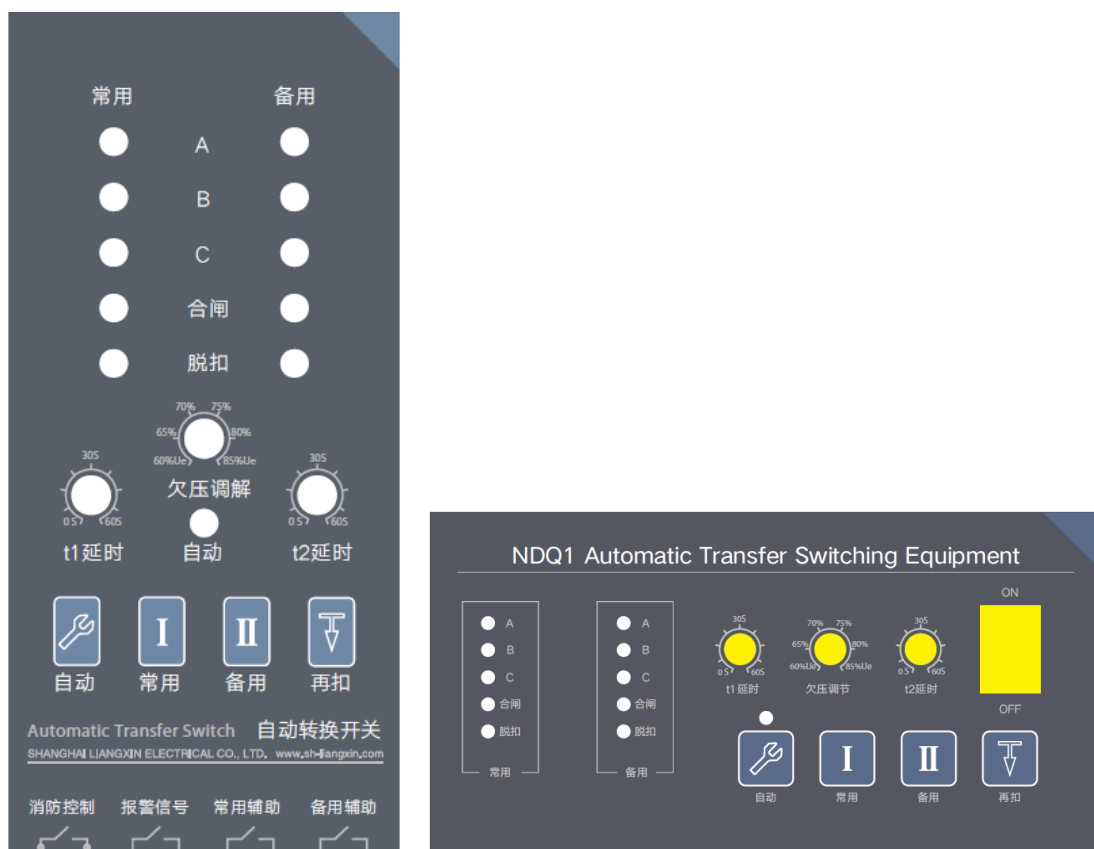 常用 备用
A
B
C
合闸
脱扣
70% 75%
65% 80%
60%Ue 85%Ue
30S 30S
欠压调解
0S 60S 0S 60S
t1延时 自动 t2延时
I II
自动 常用 备用 再扣
Automatic Transfer Switch 自动转换开关
SHANGHAI LIANGXIN ELECTRICAL CO., LTD. www.sh-liangxin.com
消防控制 报警信号 常用辅助 备用辅助
NDQ1 Automatic Transfer Switching Equipment
A
B
C
合闸
脱扣
常用
A
B
C
合闸
脱扣
备用
30S
0S 60S
t1延时
70% 75%
65% 80%
60%Ue 85%Ue
欠压调节
30S
0S 60S
t2延时
ON
OFF
I II
自动 常用 备用 再扣